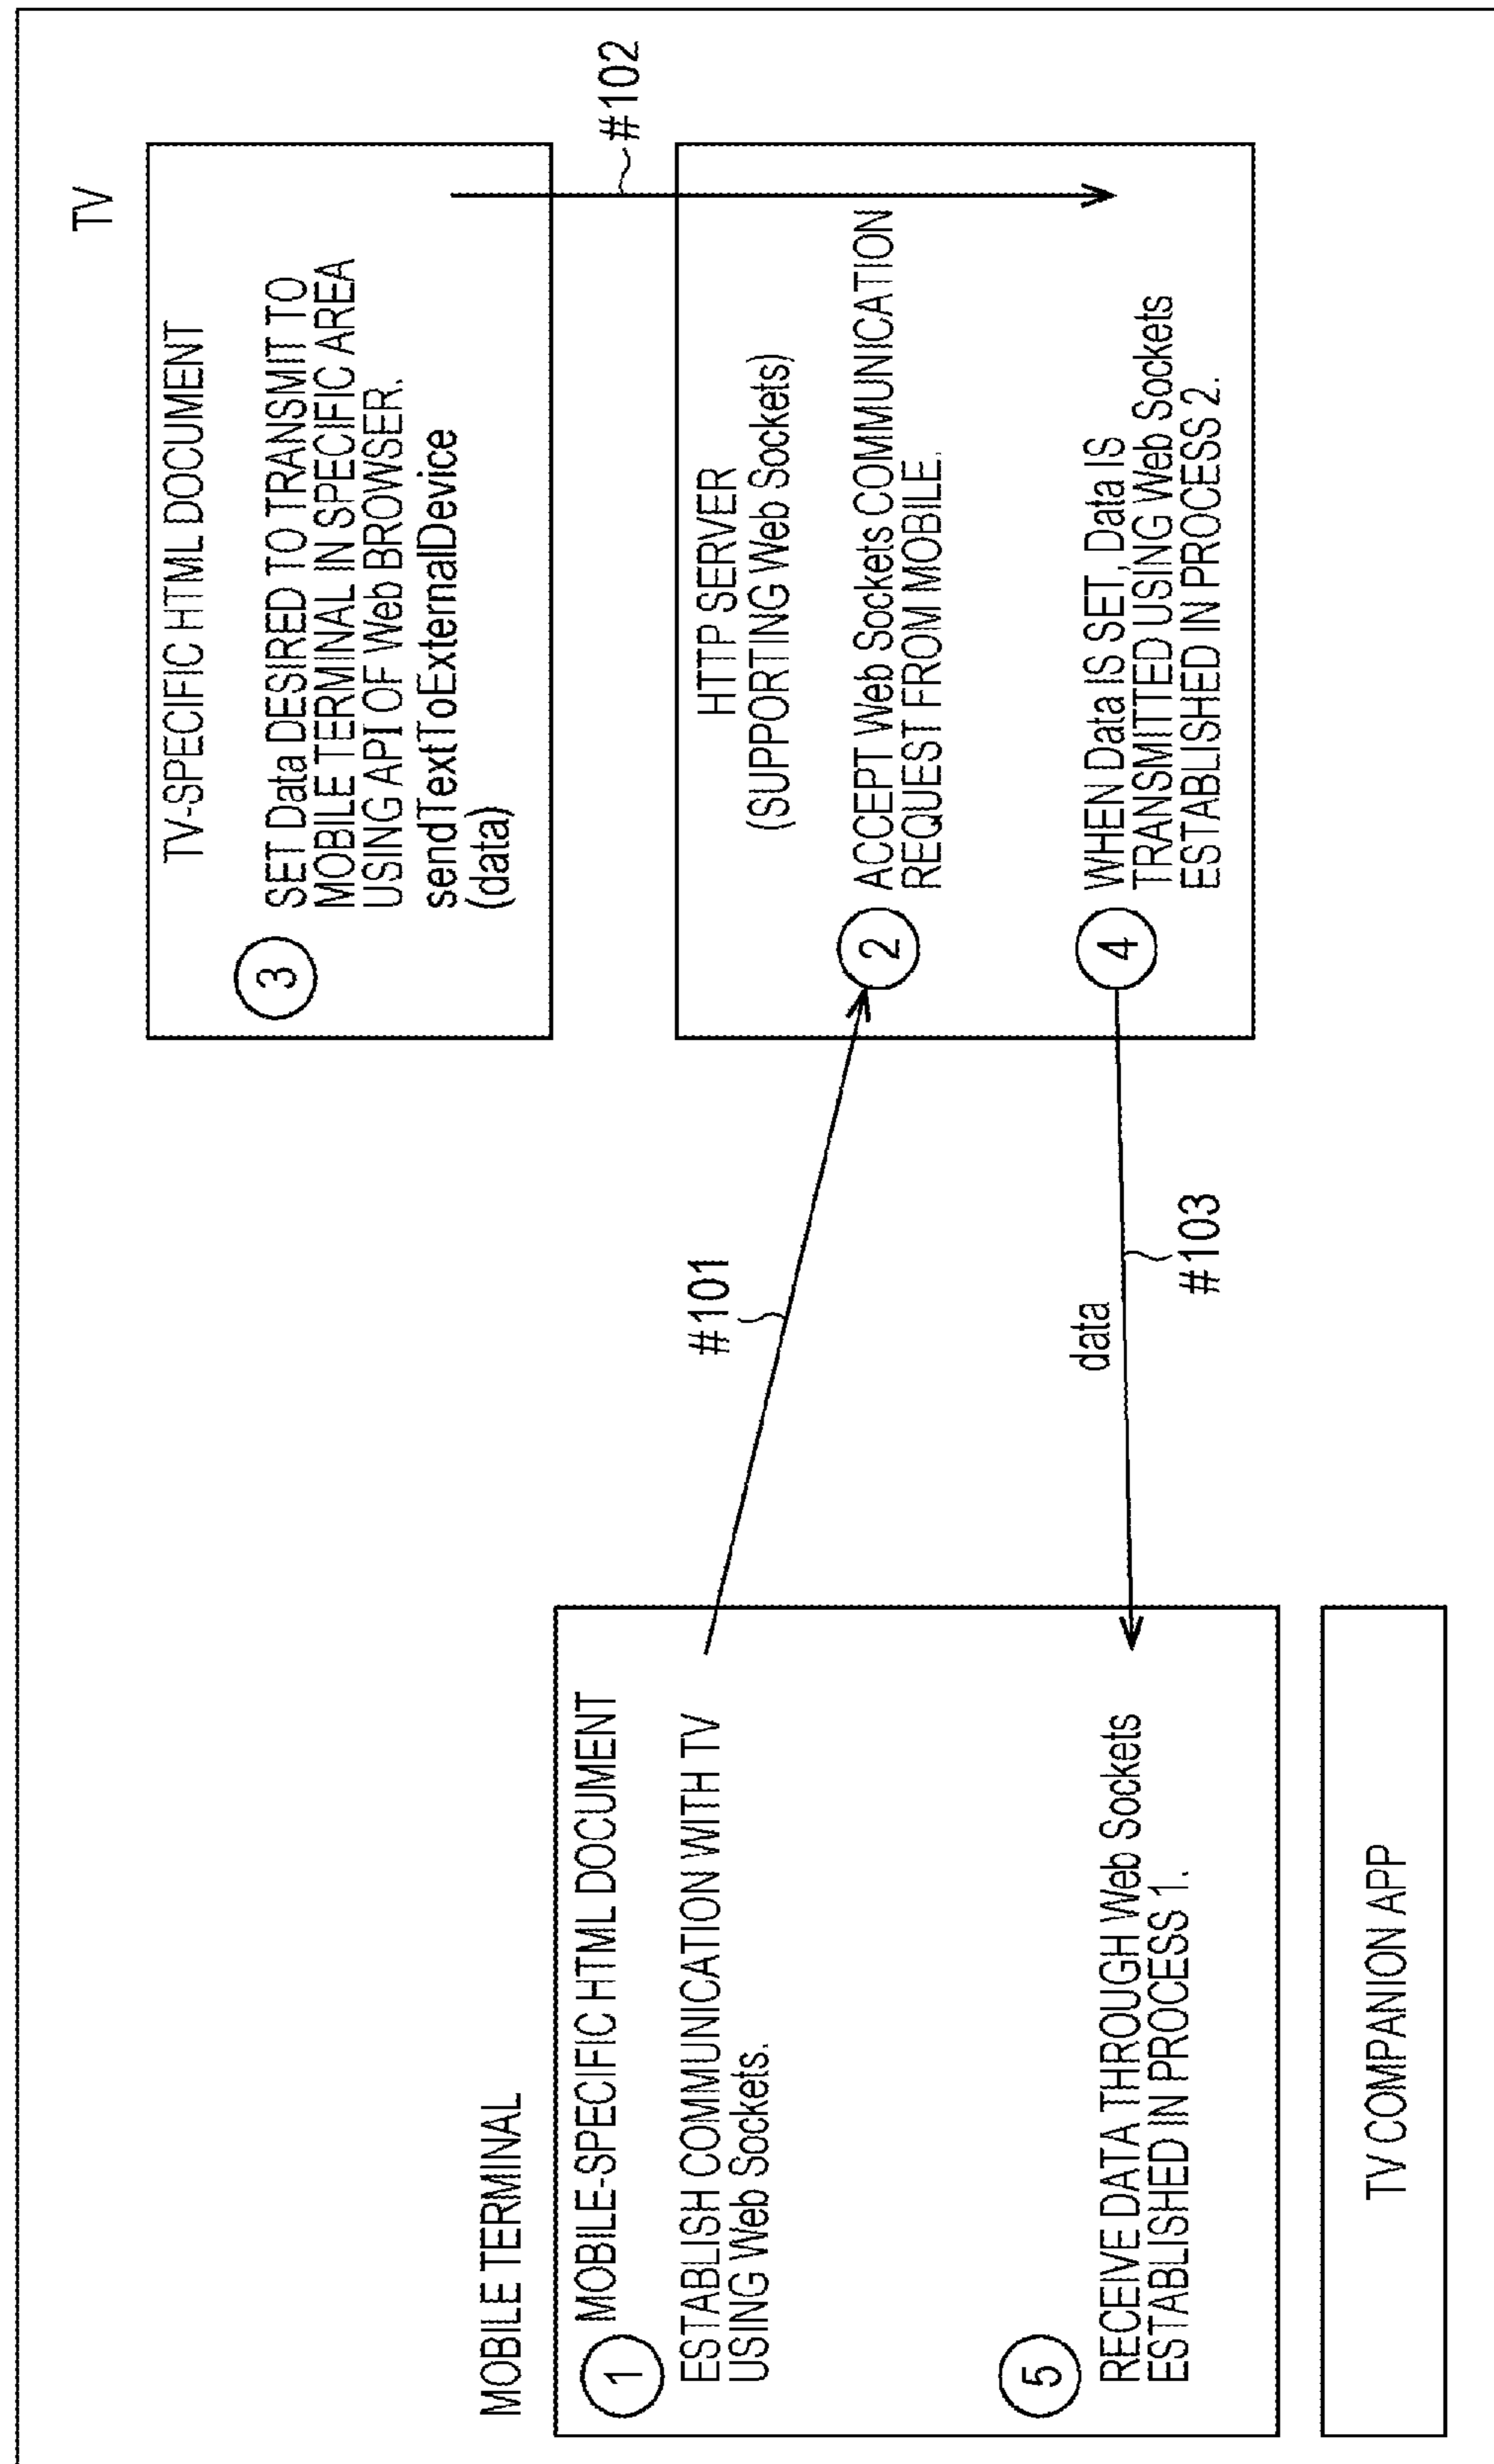 TV
MOBILE TERMINAL
MOBILE-SPECIFIC HTML DOCUMENT
1
ESTABLISH COMMUNICATION WITH TV
USING Web Sockets.
5
RECEIVE DATA THROUGH Web Sockets
ESTABLISHED IN PROCESS 1.
TV COMPANION APP
#101
data
#103
TV-SPECIFIC HTML DOCUMENT
3
SET Data DESIRED TO TRANSMIT TO
MOBILE TERMINAL IN SPECIFIC AREA
USING API OF Web BROWSER.
sendTextToExternalDevice
(data)
#102
HTTP SERVER
(SUPPORTING Web Sockets)
2
ACCEPT Web Sockets COMMUNICATION
REQUEST FROM MOBILE.
4
WHEN Data IS SET, Data IS
TRANSMITTED USING Web Sockets
ESTABLISHED IN PROCESS 2.